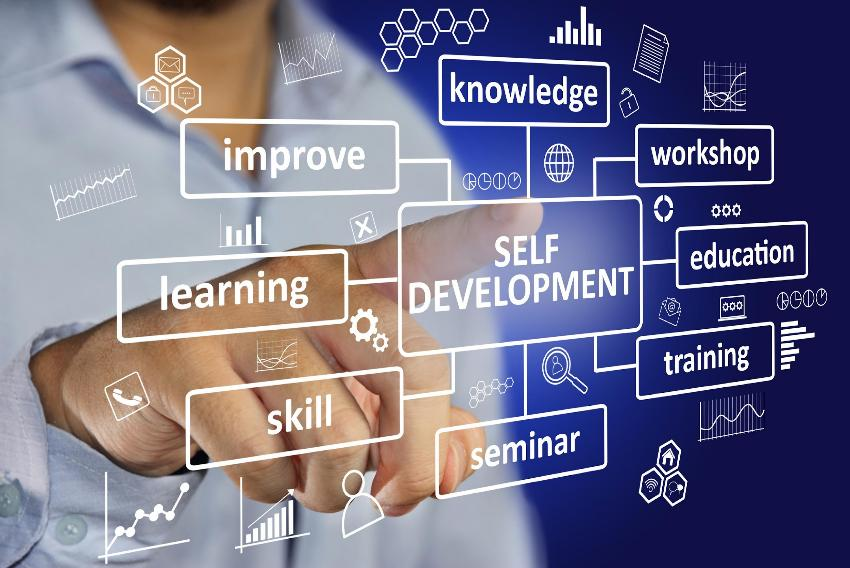 knowledge
improve
workshop
SELF
DEVELOPMENT
education
learning
training
skill
seminar